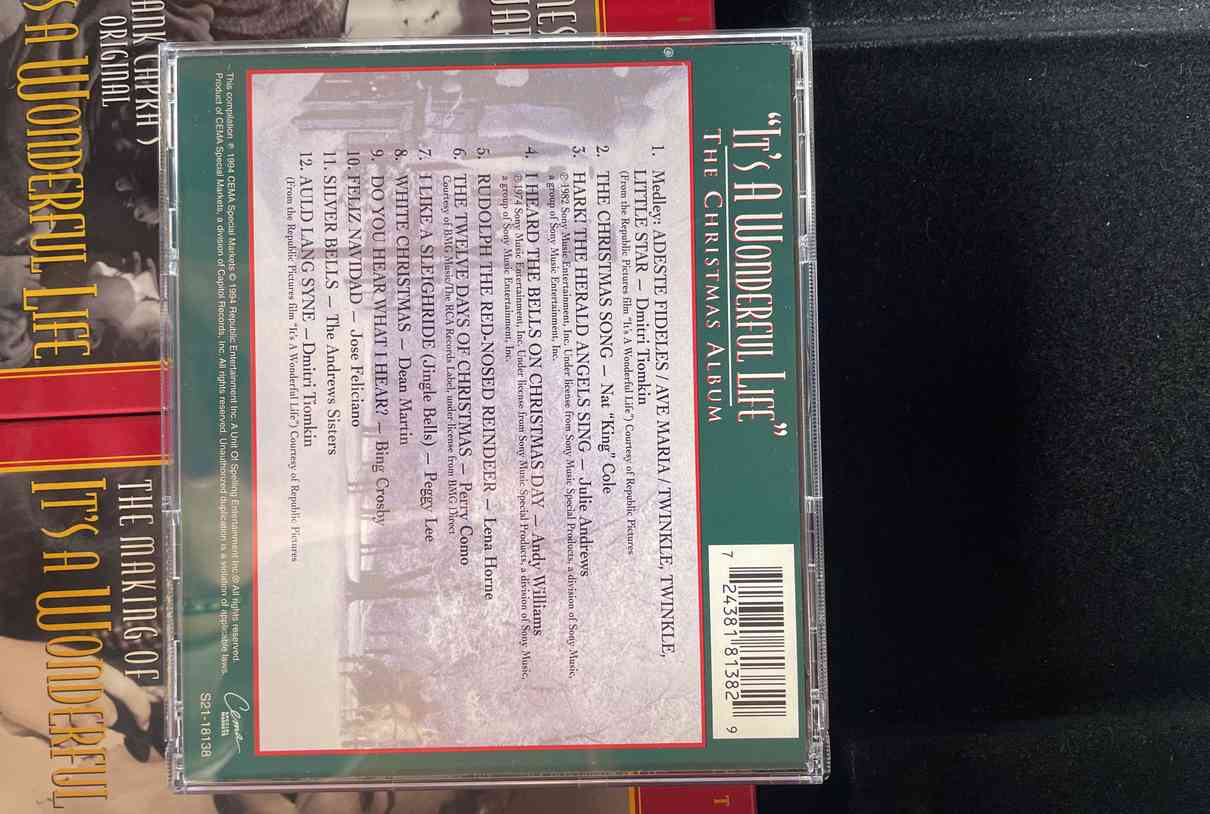 "IT'S A WONDERFUL LIFE"
THE CHRISTMAS ALBUM
7 24381 81382 9
1. Medley: ADESTE FIDELES / AVE MARIA / TWINKLE, TWINKLE,
LITTLE STAR – Dmitri Tiomkin
(From the Republic Pictures film "It's A Wonderful Life") Courtesy of Republic Pictures
2. THE CHRISTMAS SONG – Nat "King" Cole
3. HARK! THE HERALD ANGELS SING – Julie Andrews
℗ 1982 Sony Music Entertainment, Inc. Under license from Sony Music Special Products, a division of Sony Music,
a group of Sony Music Entertainment, Inc.
4. I HEARD THE BELLS ON CHRISTMAS DAY – Andy Williams
℗ 1974 Sony Music Entertainment, Inc. Under license from Sony Music Special Products, a division of Sony Music,
a group of Sony Music Entertainment, Inc.
5. RUDOLPH THE RED-NOSED REINDEER – Lena Horne
6. THE TWELVE DAYS OF CHRISTMAS – Perry Como
Courtesy of BMG Music/The RCA Records Label, under license from BMG Direct
7. I LIKE A SLEIGHRIDE (Jingle Bells) – Peggy Lee
8. WHITE CHRISTMAS – Dean Martin
9. DO YOU HEAR WHAT I HEAR? – Bing Crosby
10. FELIZ NAVIDAD – Jose Feliciano
11. SILVER BELLS – The Andrews Sisters
12. AULD LANG SYNE – Dmitri Tiomkin
(From the Republic Pictures film "It's A Wonderful Life") Courtesy of Republic Pictures
This compilation ℗ 1994 CEMA Special Markets © 1994 Republic Entertainment Inc. A Unit Of Spelling Entertainment Inc.® All rights reserved.
Product of CEMA Special Markets, a division of Capitol Records, Inc. All rights reserved. Unauthorized duplication is a violation of applicable laws.
Cema
S21-18138
ANK CAPRA'S
ORIGINAL
'S A WONDERFUL LIFE
THE MAKING OF
IT'S A WONDERFUL